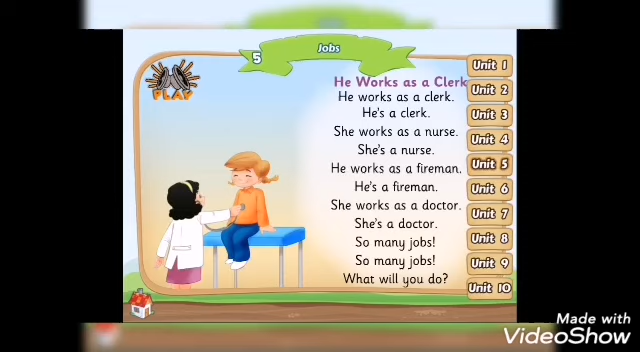 5
Jobs
PLAY
He Works as a Clerk
He works as a clerk.
He's a clerk.
She works as a nurse.
She's a nurse.
He works as a fireman.
He's a fireman.
She works as a doctor.
She's a doctor.
So many jobs!
So many jobs!
What will you do?
Unit 1
Unit 2
Unit 3
Unit 4
Unit 5
Unit 6
Unit 7
Unit 8
Unit 9
Unit 10
Made with
VideoShow